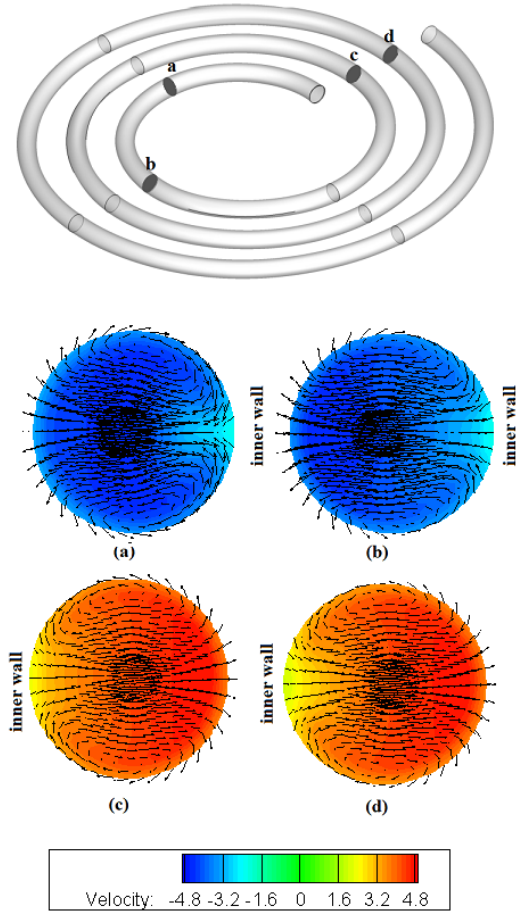 d
c
a
b
inner wall
inner wall
(a)
(b)
inner wall
inner wall
(c)
(d)
Velocity: -4.8 -3.2 -1.6 0 1.6 3.2 4.8